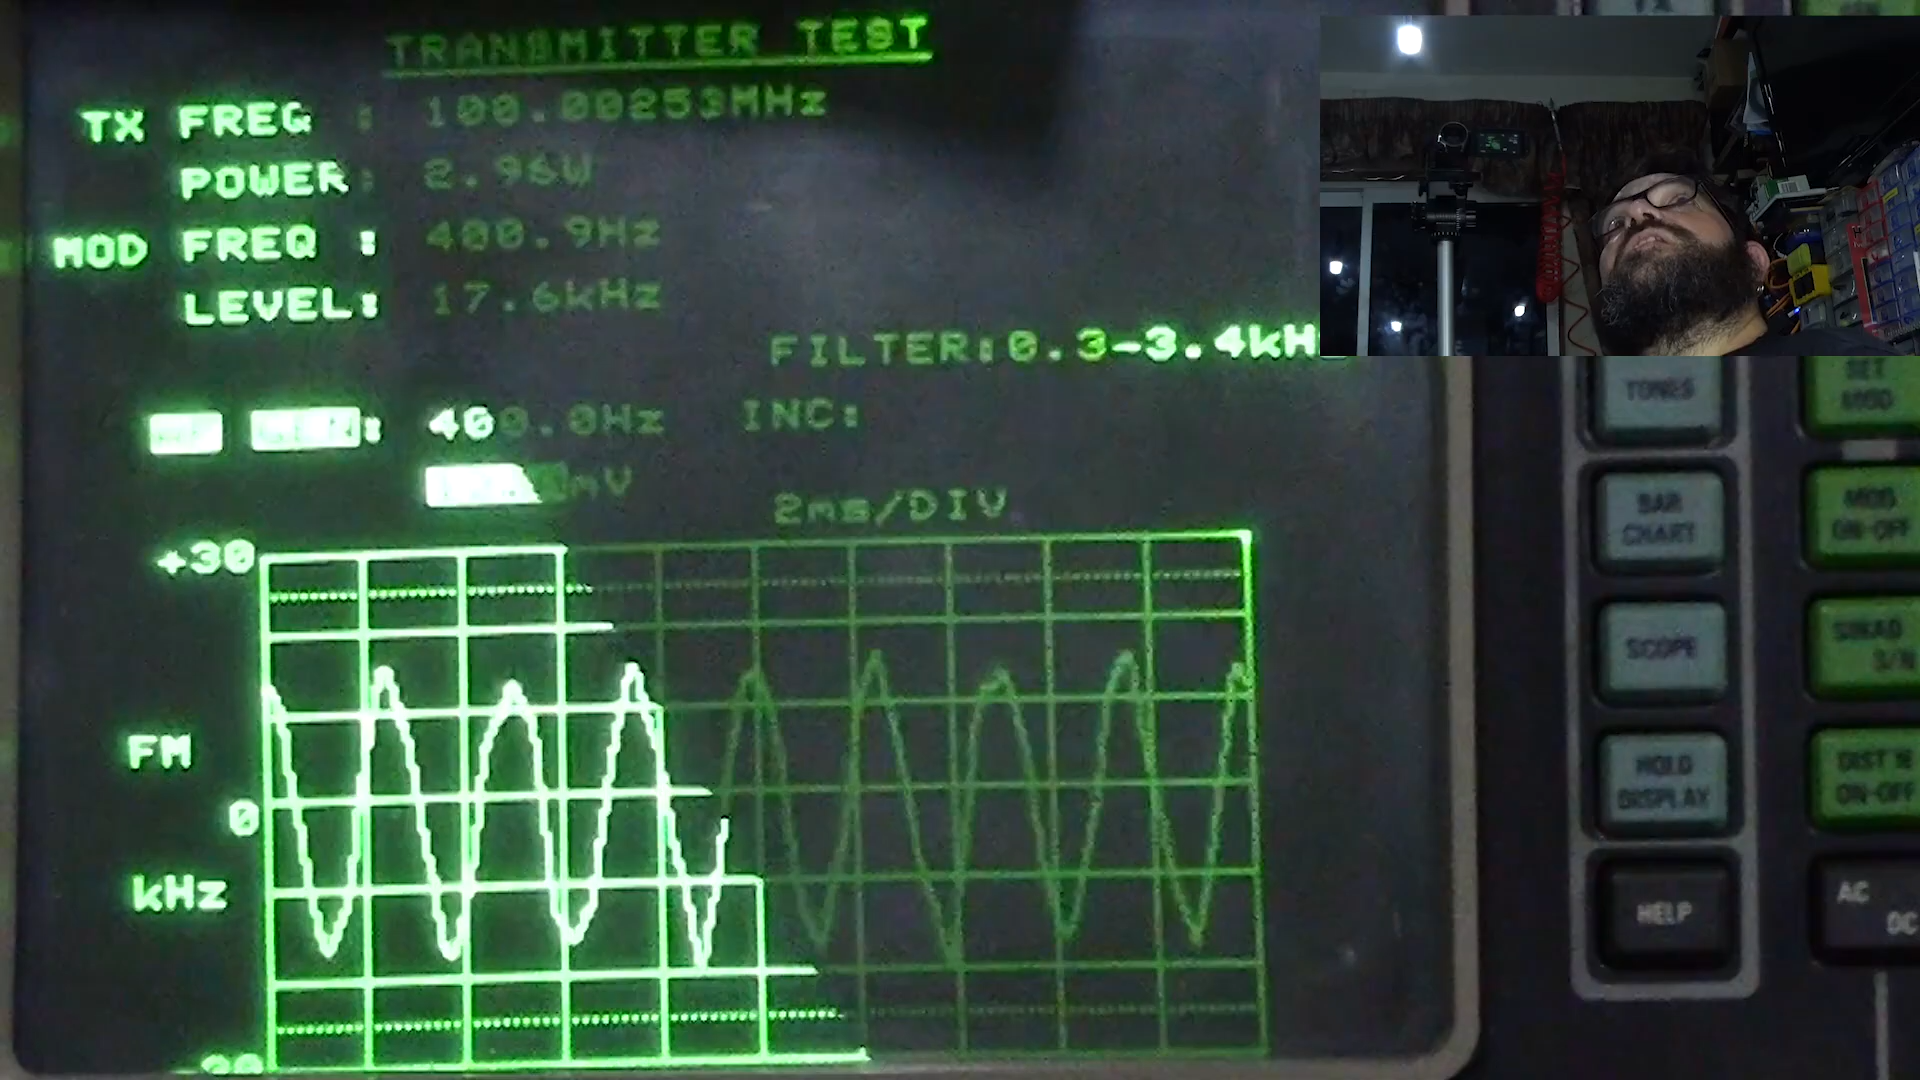 TRANSMITTER TEST
TX FREQ : 100.00253MHz
POWER: 2.96W
MOD FREQ : 400.9Hz
LEVEL: 17.6kHz
FILTER:0.3-3.4kH
: 400.0Hz INC:
mV
2ms/DIV
+30
FM
0
kHz
TONES
SET MOD
BAR CHART
MOD ON-OFF
SCOPE
SINAD S/N
HOLD DISPLAY
DIST'N ON-OFF
HELP
AC
DC